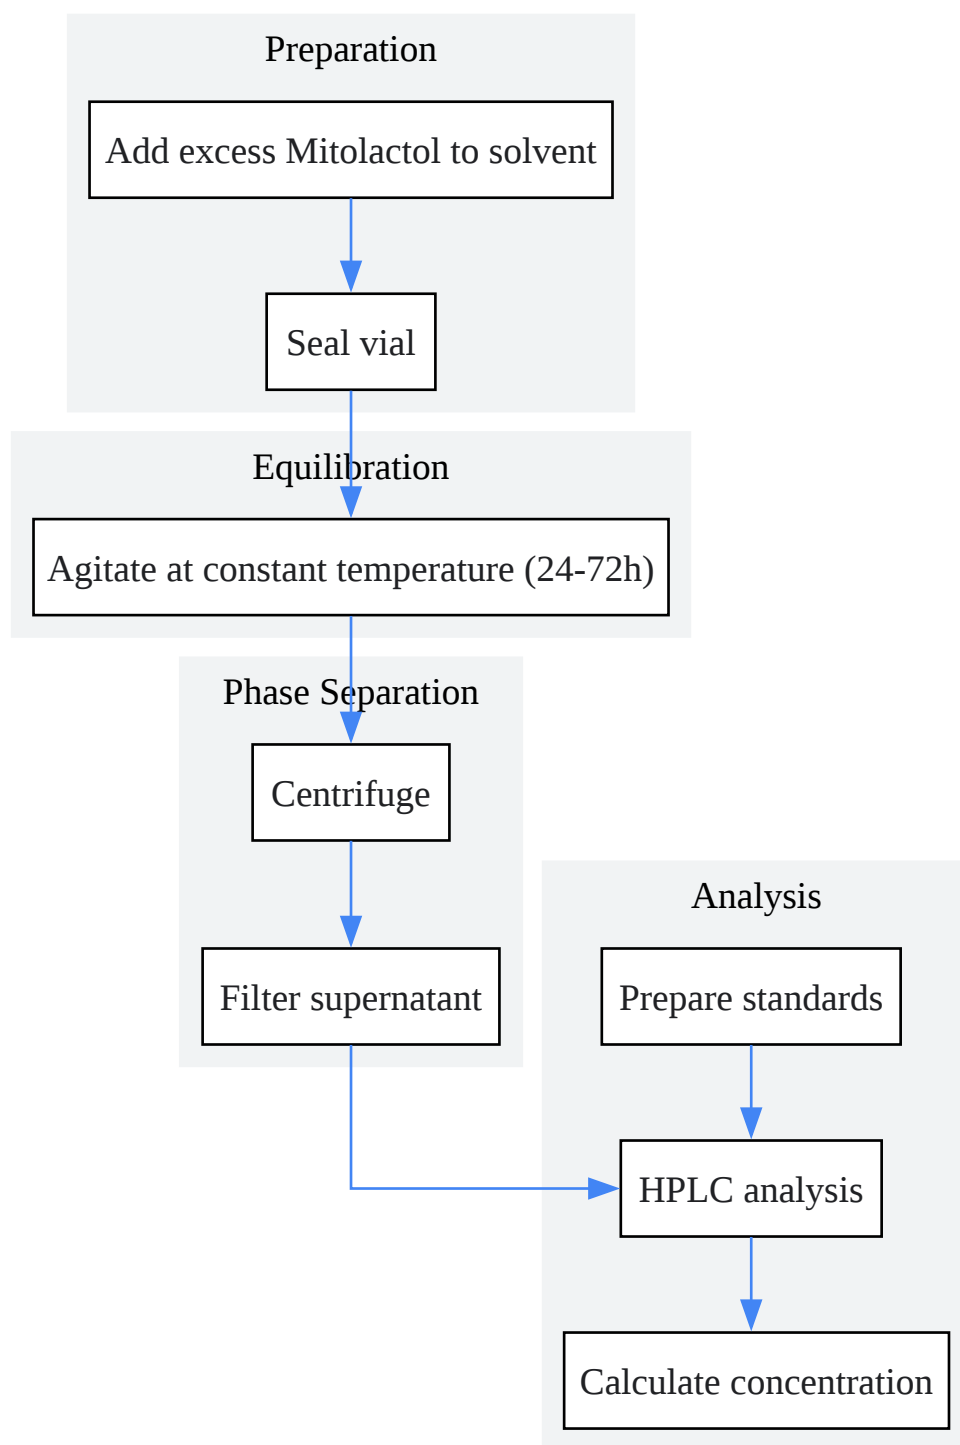 Preparation
Add excess Mitolactol to solvent
Seal vial
Equilibration
Agitate at constant temperature (24-72h)
Phase Separation
Centrifuge
Filter supernatant
Analysis
Prepare standards
HPLC analysis
Calculate concentration